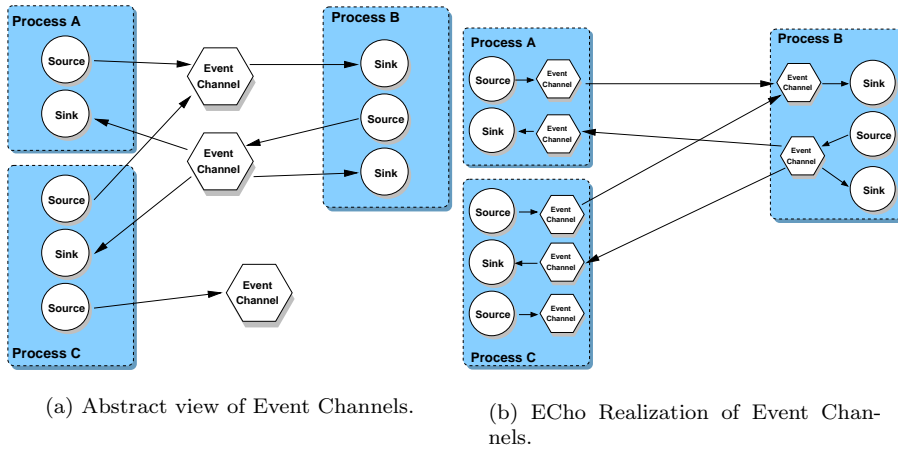 Process A
Source
Sink
Event
Channel
Event
Channel
Process B
Sink
Source
Sink
Source
Sink
Source
Process C
Event
Channel
(a) Abstract view of Event Channels.
Process A
Source
Event
Channel
Sink
Event
Channel
Process B
Event
Channel
Sink
Source
Event
Channel
Sink
Source
Event
Channel
Sink
Event
Channel
Source
Event
Channel
Process C
(b) ECho Realization of Event Chan-
nels.